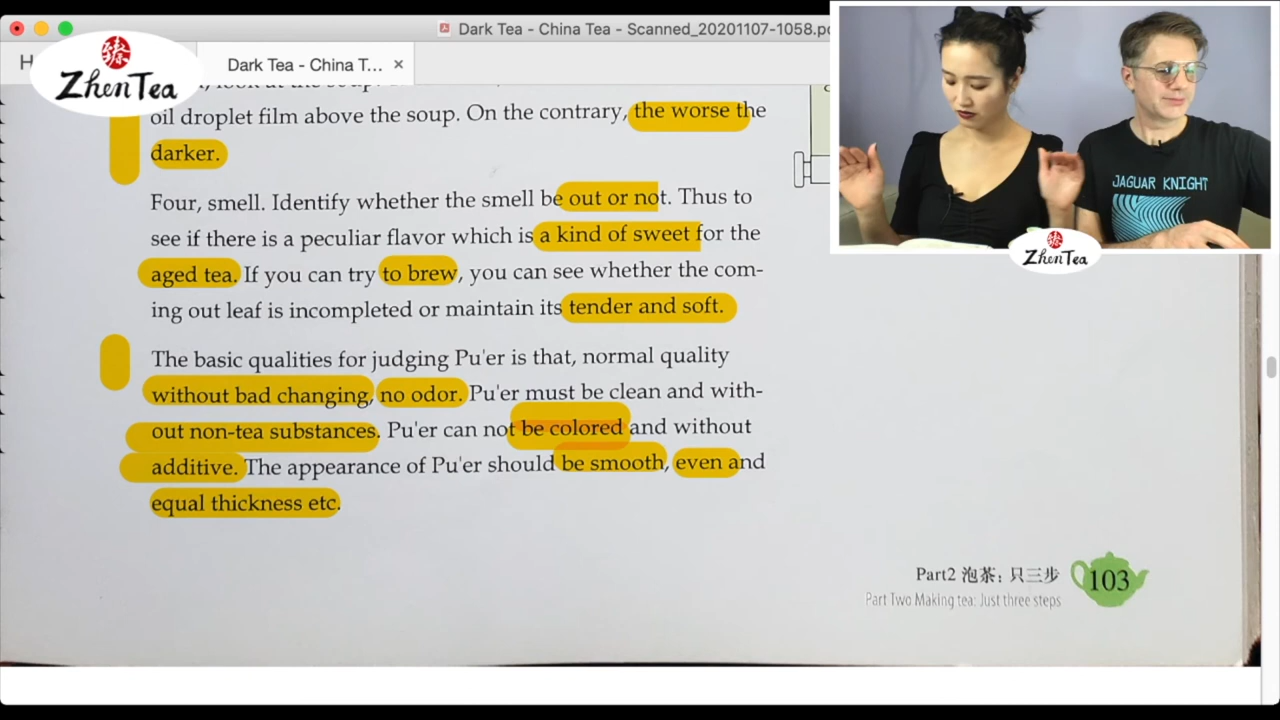 Dark Tea - China Tea - Scanned_20201107-1058.p
H
Dark Tea - China T... ×
臻
ZhenTea
oil droplet film above the soup. On the contrary, the worse the
darker.
Four, smell. Identify whether the smell be out or not. Thus to
see if there is a peculiar flavor which is a kind of sweet for the
aged tea. If you can try to brew, you can see whether the com-
ing out leaf is incompleted or maintain its tender and soft.
The basic qualities for judging Pu'er is that, normal quality
without bad changing, no odor. Pu'er must be clean and with-
out non-tea substances. Pu'er can not be colored and without
additive. The appearance of Pu'er should be smooth, even and
equal thickness etc.
Part2 泡茶：只三步
Part Two Making tea: Just three steps
103
JAGUAR KNIGHT
臻
ZhenTea